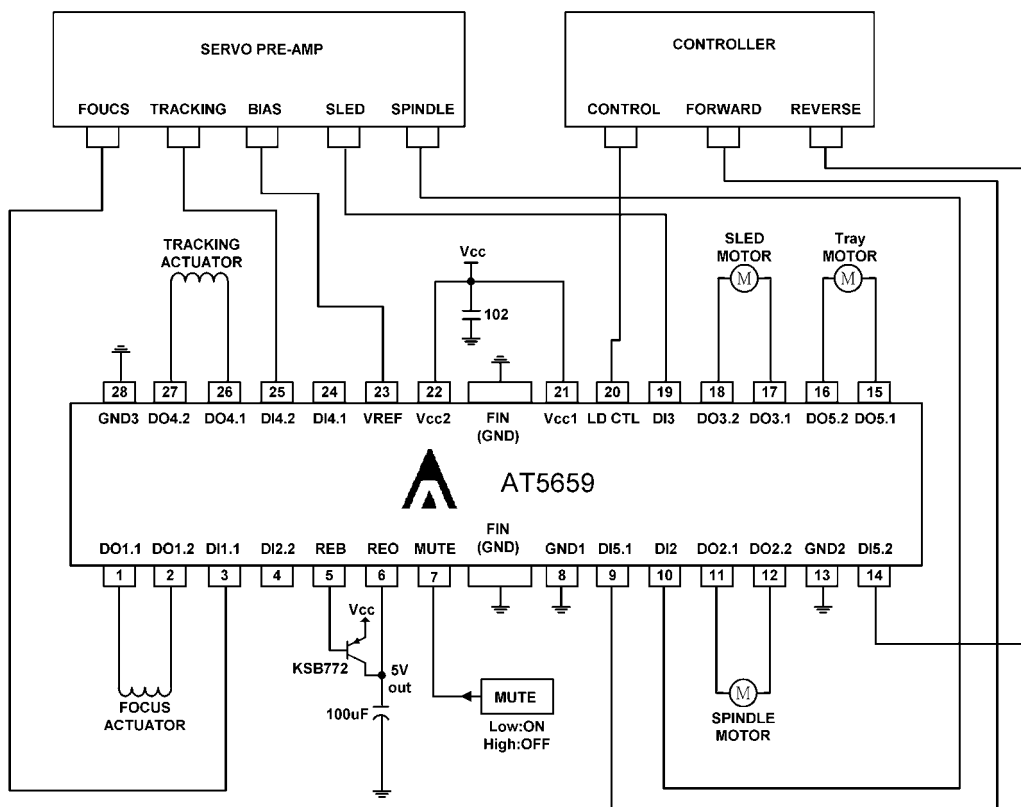 SERVO PRE-AMP
CONTROLLER
FOUCS TRACKING BIAS SLED SPINDLE
CONTROL FORWARD REVERSE
TRACKING
ACTUATOR
Vcc
102
SLED
MOTOR
M
Tray
MOTOR
M
28 27 26 25 24 23 22 21 20 19 18 17 16 15
GND3 DO4.2 DO4.1 DI4.2 DI4.1 VREF Vcc2 FIN Vcc1 LD CTL DI3 DO3.2 DO3.1 DO5.2 DO5.1
(GND)
AT5659
FIN
DO1.1 DO1.2 DI1.1 DI2.2 REB REO MUTE (GND) GND1 DI5.1 DI2 DO2.1 DO2.2 GND2 DI5.2
1 2 3 4 5 6 7 8 9 10 11 12 13 14
Vcc
KSB772
5V
out
100uF
FOCUS
ACTUATOR
MUTE
Low:ON
High:OFF
M
SPINDLE
MOTOR